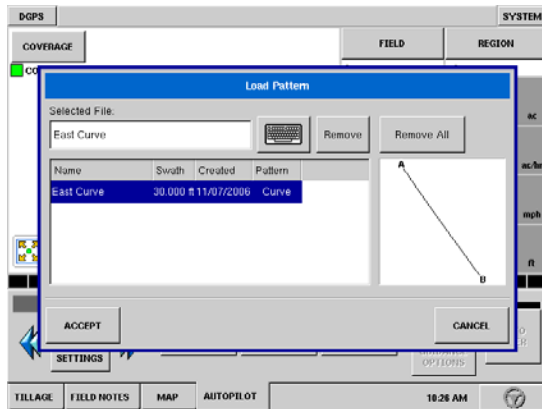 DGPS
SYSTEM
COVERAGE
FIELD
REGION
CO
Load Pattern
Selected File:
East Curve
Remove
Remove All
ac
Name Swath Created Pattern
East Curve 30.000 ft 11/07/2006 Curve
A
B
ac/hr
mph
ft
ACCEPT
CANCEL
SETTINGS
OPTIONS
TILLAGE
FIELD NOTES
MAP
AUTOPILOT
10:26 AM